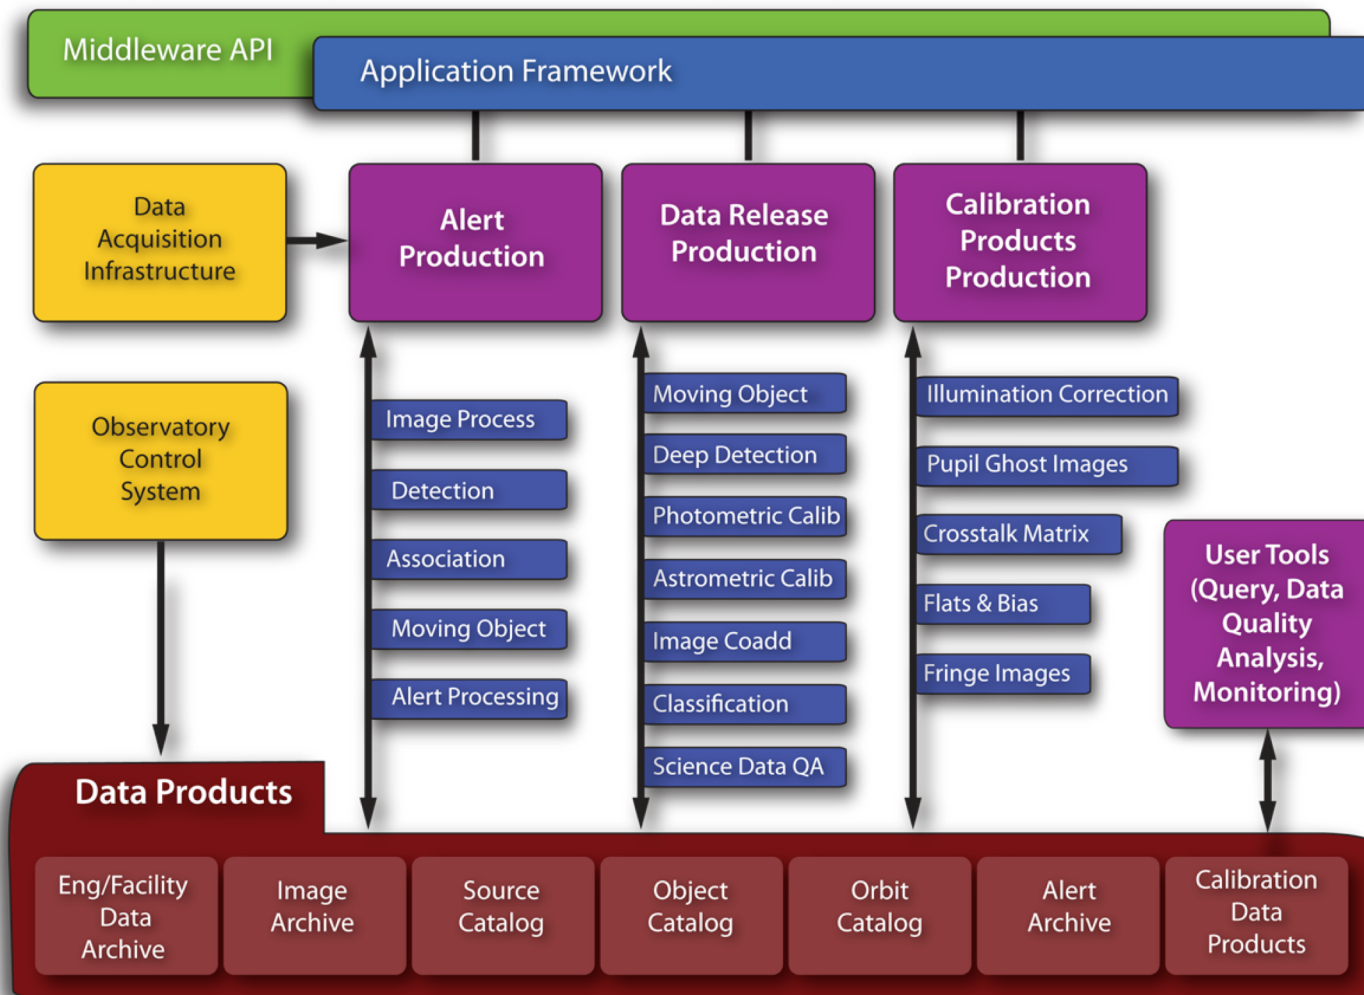 Middleware API
Application Framework
Data
Acquisition
Infrastructure
Alert
Production
Data Release
Production
Calibration
Products
Production
Observatory
Control
System
Image Process
Detection
Association
Moving Object
Alert Processing
Moving Object
Deep Detection
Photometric Calib
Astrometric Calib
Image Coadd
Classification
Science Data QA
Illumination Correction
Pupil Ghost Images
Crosstalk Matrix
Flats & Bias
Fringe Images
User Tools
(Query, Data
Quality
Analysis,
Monitoring)
Data Products
Eng/Facility
Data
Archive
Image
Archive
Source
Catalog
Object
Catalog
Orbit
Catalog
Alert
Archive
Calibration
Data
Products